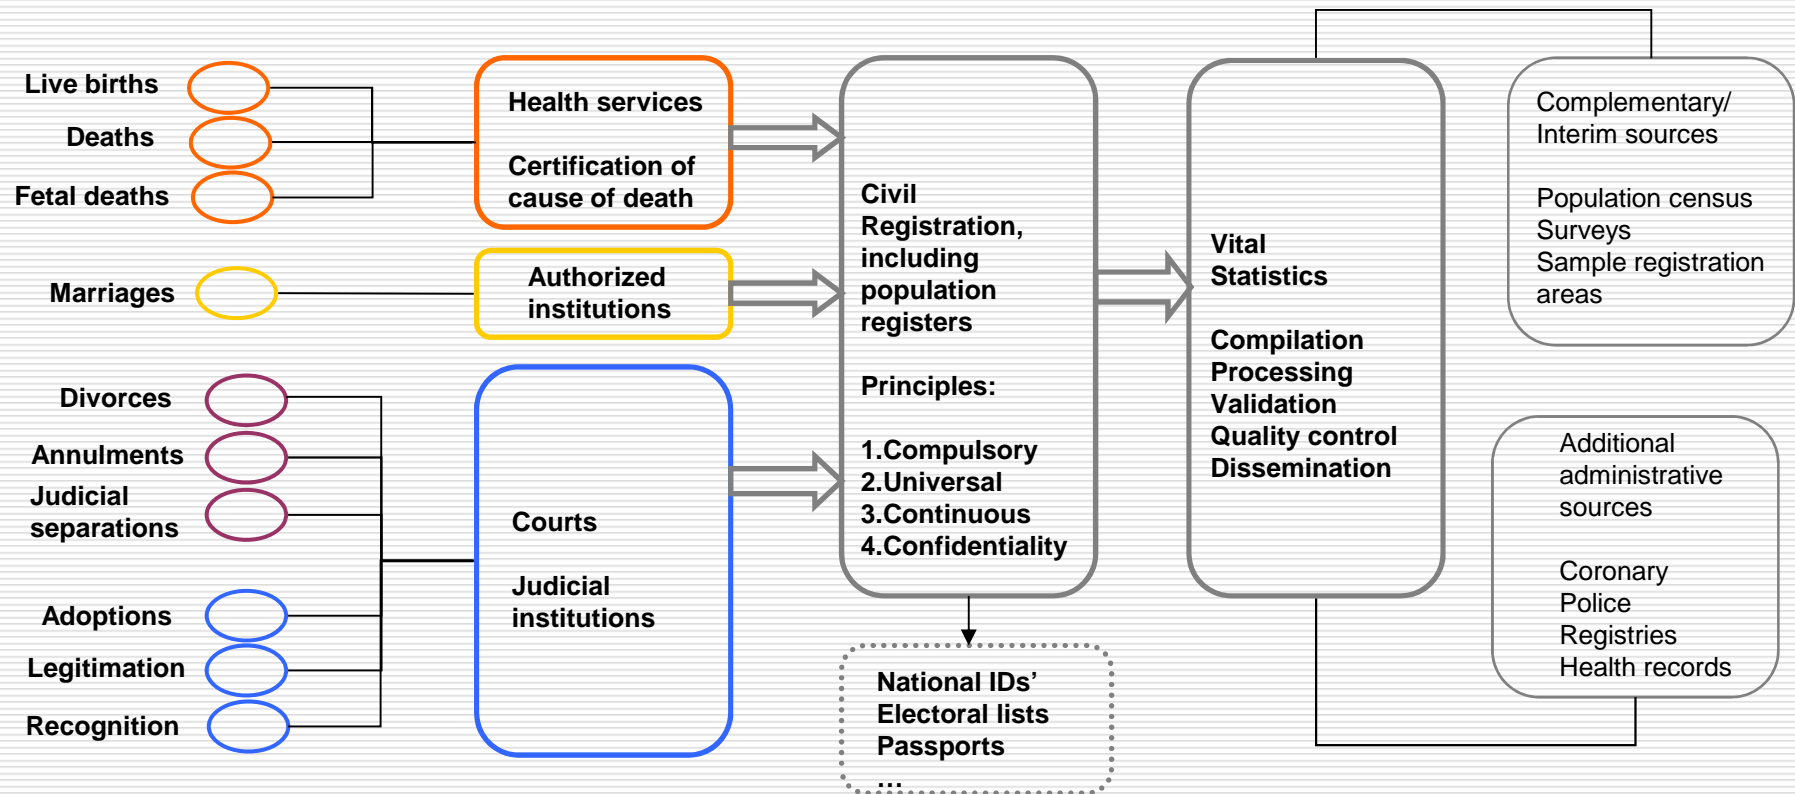 Live births
Deaths
Fetal deaths
Marriages
Divorces
Annulments
Judicial
separations
Adoptions
Legitimation
Recognition
Health services
Certification of
cause of death
Authorized
institutions
Courts
Judicial
institutions
Civil
Registration,
including
population
registers
Principles:
1.Compulsory
2.Universal
3.Continuous
4.Confidentiality
National IDs’
Electoral lists
Passports
...
Vital
Statistics
Compilation
Processing
Validation
Quality control
Dissemination
Complementary/
Interim sources
Population census
Surveys
Sample registration
areas
Additional
administrative
sources
Coronary
Police
Registries
Health records